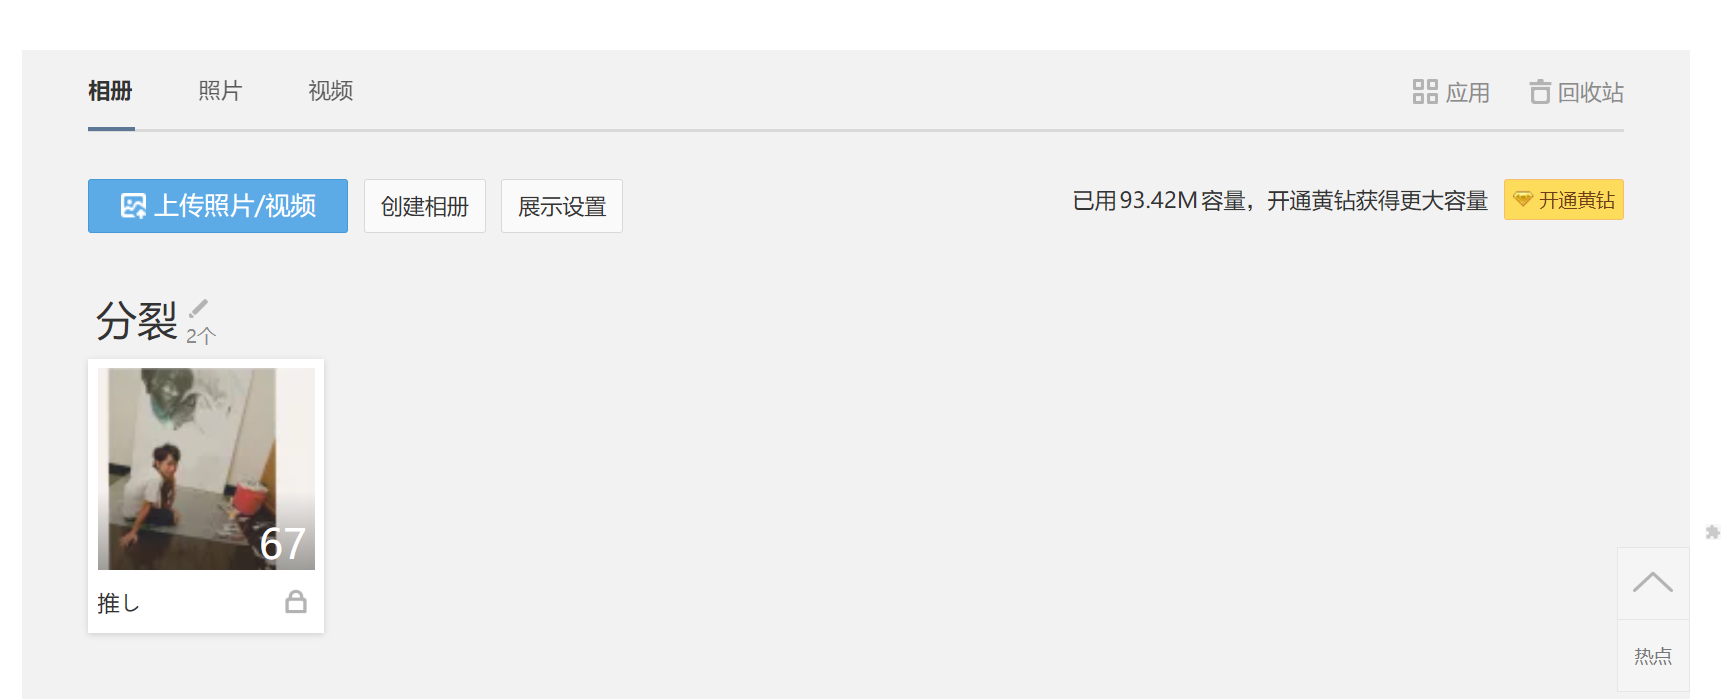 相册 照片 视频 应用 回收站
上传照片/视频 创建相册 展示设置 已用93.42M容量，开通黄钻获得更大容量 开通黄钻
分裂 2个
67
推し
热点